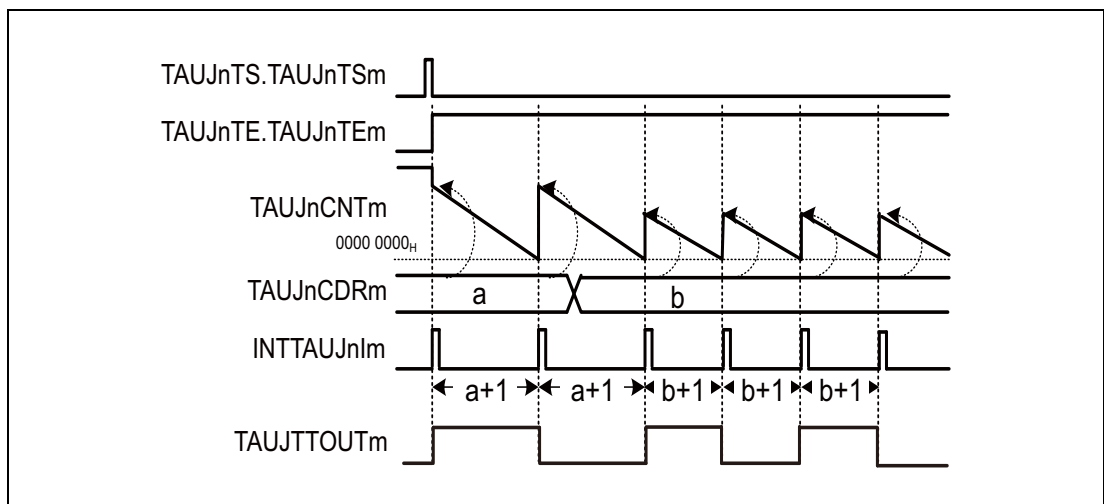 TAUJnTS.TAUJnTSm
TAUJnTE.TAUJnTEm
TAUJnCNTm
0000 0000H
TAUJnCDRm
a
b
INTTAUJnIm
a+1
a+1
b+1
b+1
b+1
TAUJTTOUTm